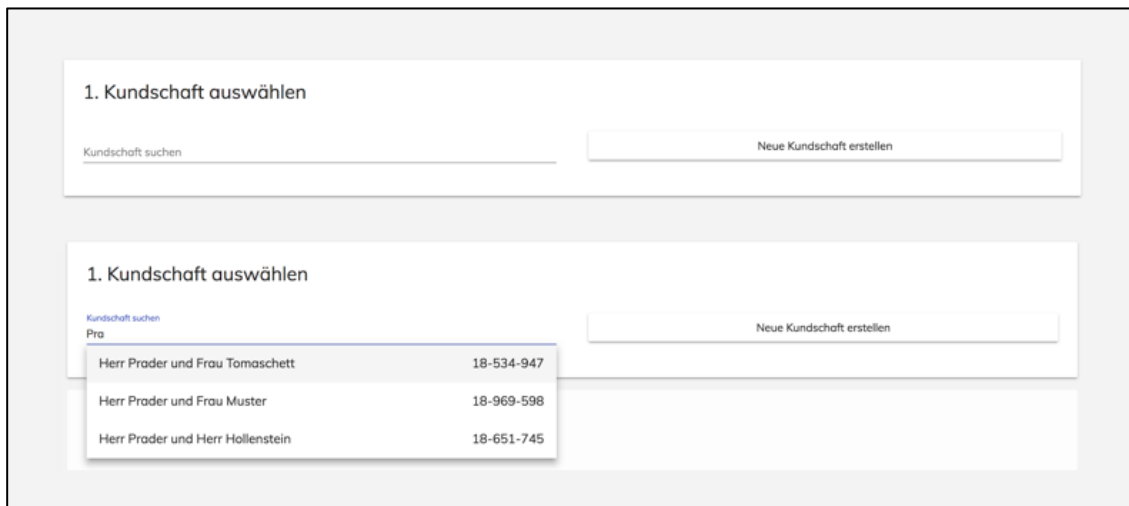 1. Kundschaft auswählen
Kundschaft suchen
Neue Kundschaft erstellen
1. Kundschaft auswählen
Kundschaft suchen
Pra
Neue Kundschaft erstellen
Herr Prader und Frau Tomaschett 18-534-947
Herr Prader und Frau Muster 18-969-598
Herr Prader und Herr Hollenstein 18-651-745